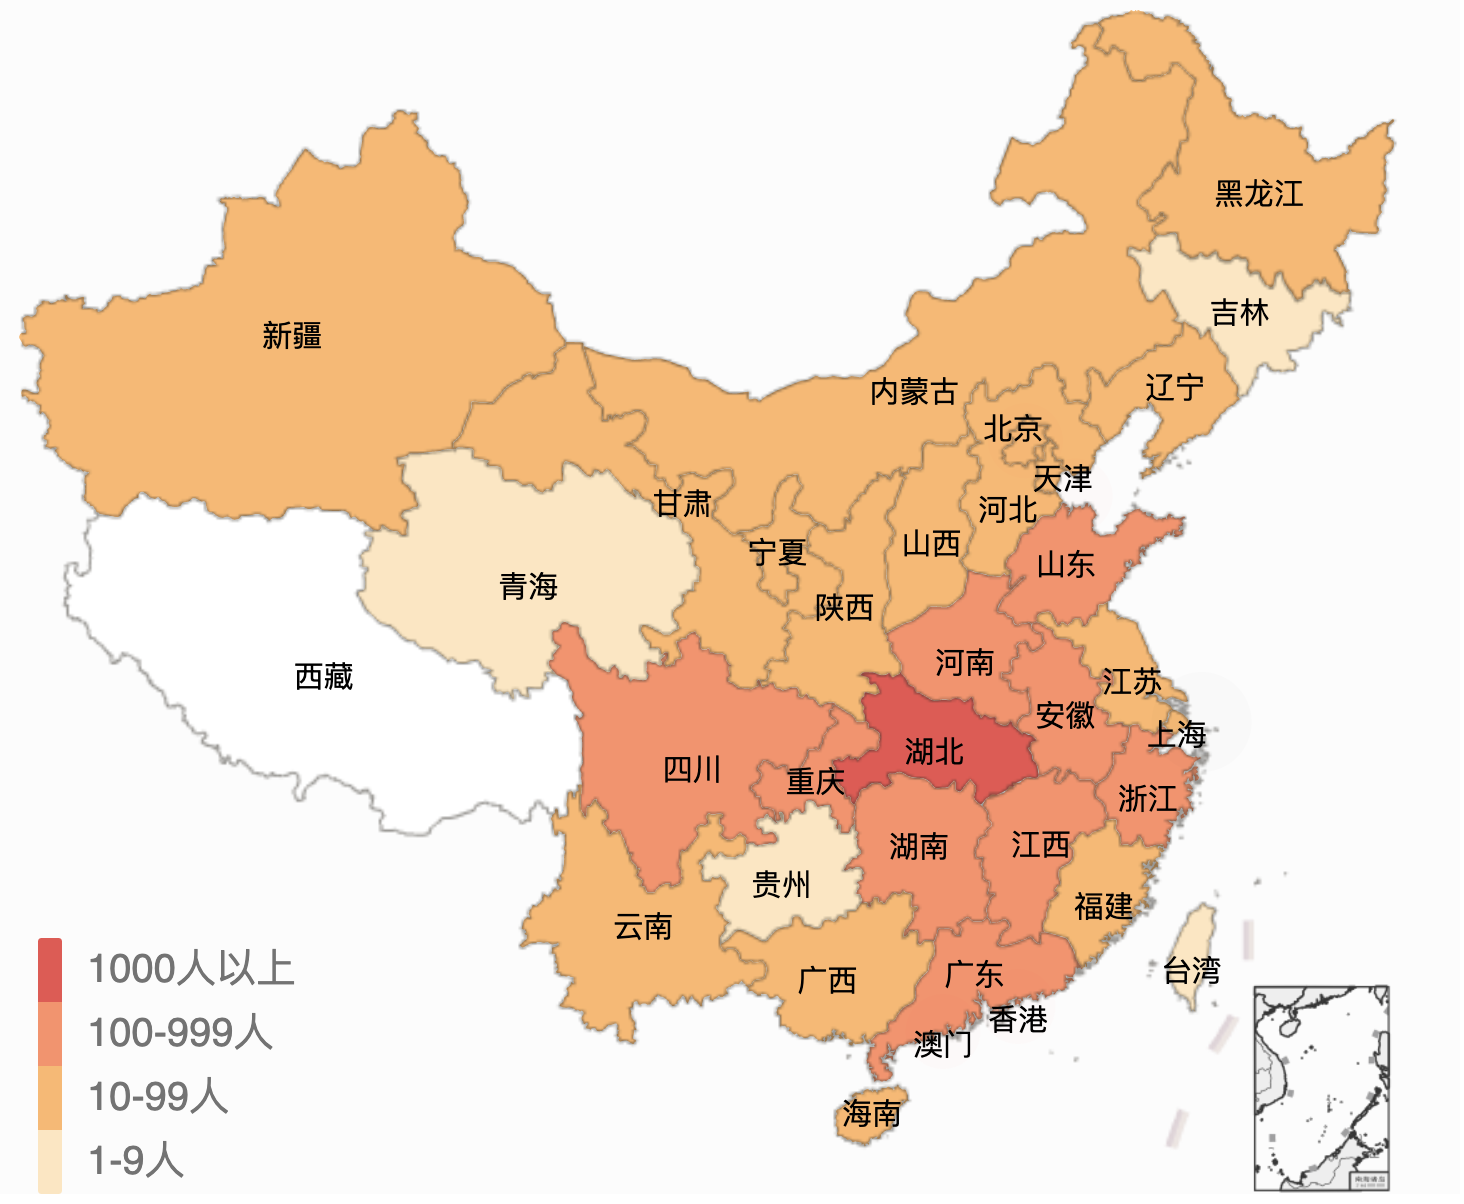 黑龙江
吉林
新疆
辽宁
内蒙古
北京
天津
甘肃
河北
山西
宁夏
山东
青海
陕西
河南
西藏
江苏
安徽
上海
湖北
四川
重庆
浙江
湖南
江西
贵州
福建
云南
台湾
广西
广东
香港
澳门
海南
1000人以上
100-999人
10-99人
1-9人